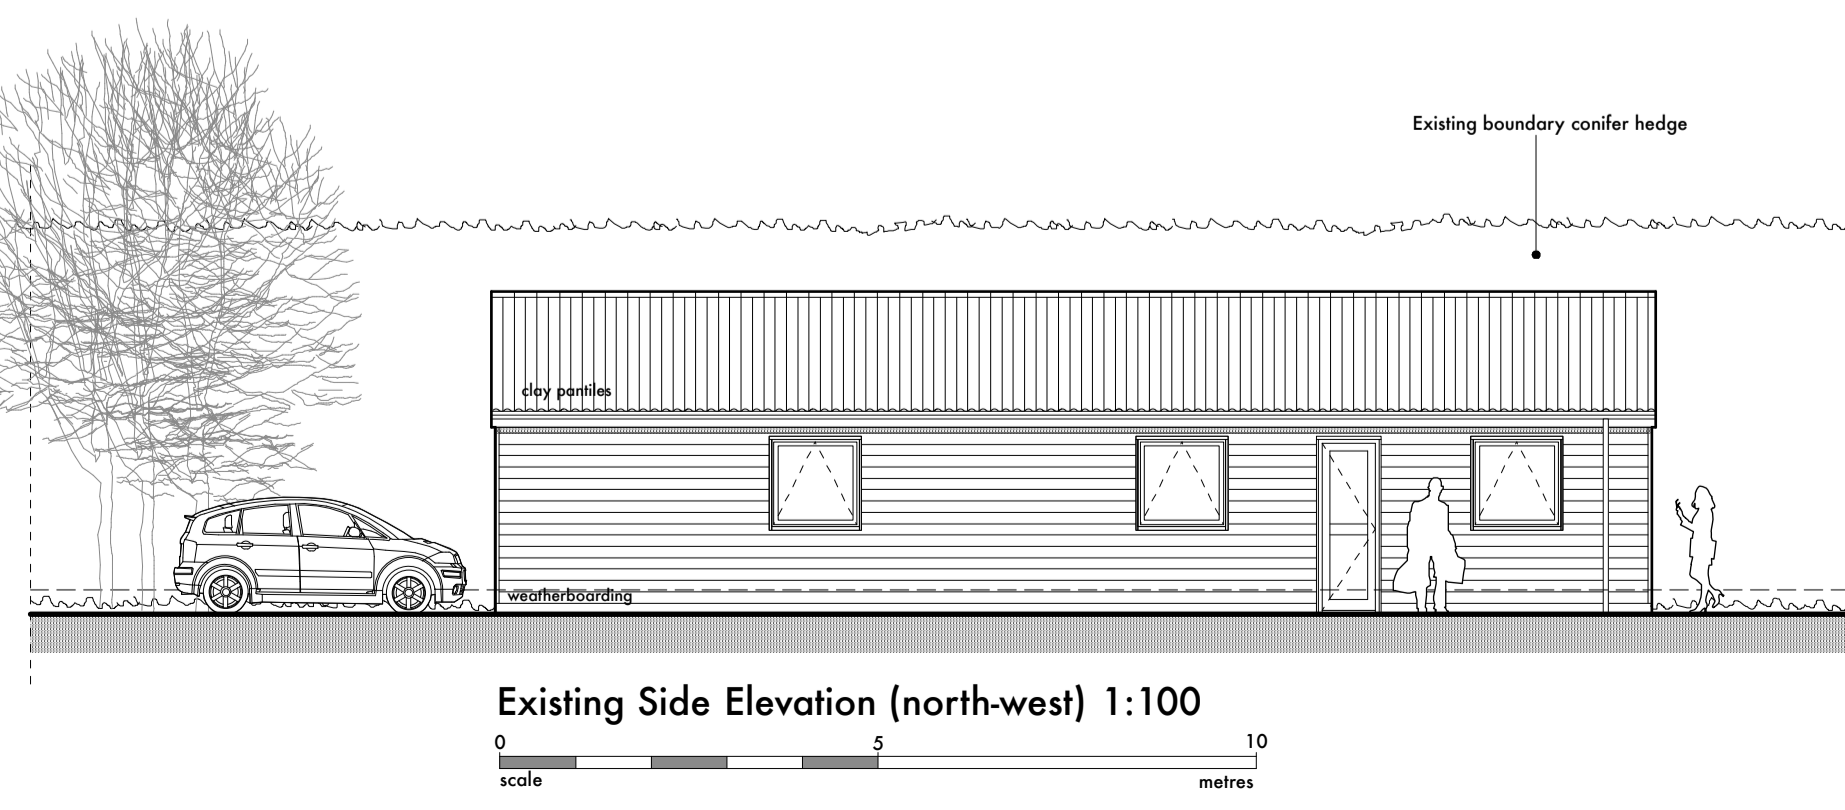 Existing boundary conifer hedge
clay pantiles
weatherboarding
Existing Side Elevation (north-west) 1:100
0 5 10
scale metres